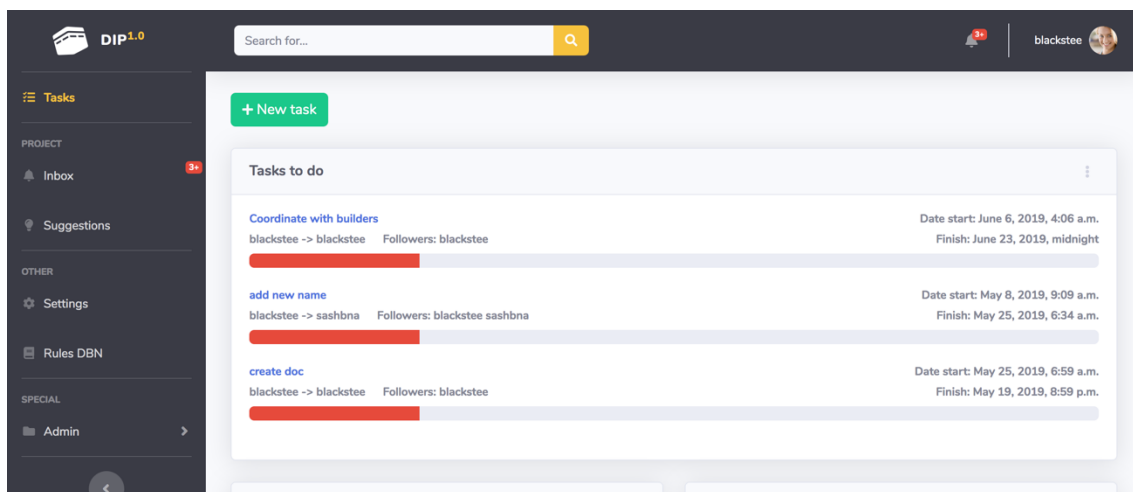 DIP1.0
Search for...
3+
blackstee
Tasks
PROJECT
Inbox
3+
Suggestions
OTHER
Settings
Rules DBN
SPECIAL
Admin
+ New task
Tasks to do
Coordinate with builders
Date start: June 6, 2019, 4:06 a.m.
blackstee -> blackstee Followers: blackstee
Finish: June 23, 2019, midnight
add new name
Date start: May 8, 2019, 9:09 a.m.
blackstee -> sashbna Followers: blackstee sashbna
Finish: May 25, 2019, 6:34 a.m.
create doc
Date start: May 25, 2019, 6:59 a.m.
blackstee -> blackstee Followers: blackstee
Finish: May 19, 2019, 8:59 p.m.